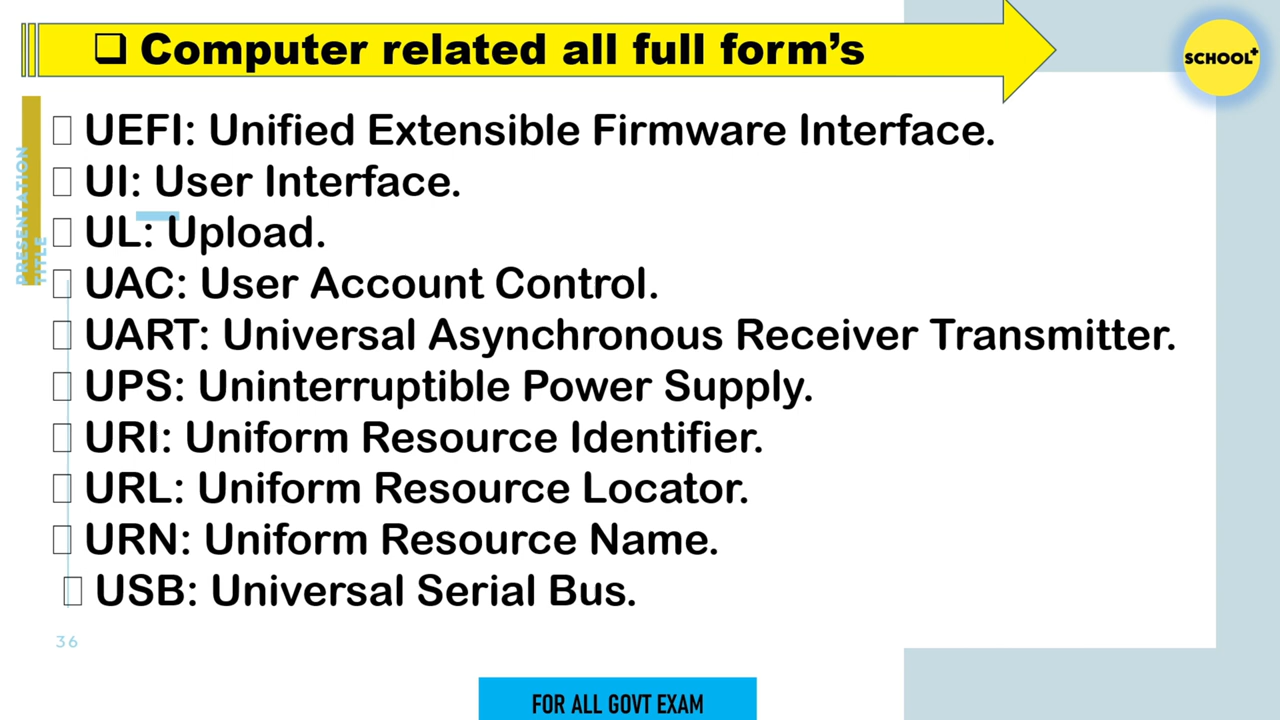 ❑ Computer related all full form's
SCHOOL+
PRESENTATION
TITLE
UEFI: Unified Extensible Firmware Interface.
UI: User Interface.
UL: Upload.
UAC: User Account Control.
UART: Universal Asynchronous Receiver Transmitter.
UPS: Uninterruptible Power Supply.
URI: Uniform Resource Identifier.
URL: Uniform Resource Locator.
URN: Uniform Resource Name.
USB: Universal Serial Bus.
36
FOR ALL GOVT EXAM